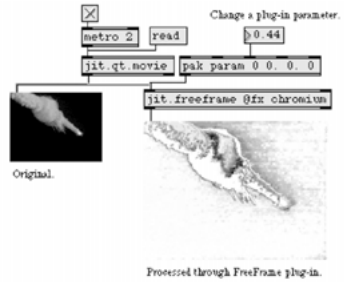 Change a plug-in parameter.
metro 2
read
0.44
jit.qt.movie
pak param 0 0. 0. 0
jit.freeframe @fx chromium
Original.
Processed through FreeFrame plug-in.